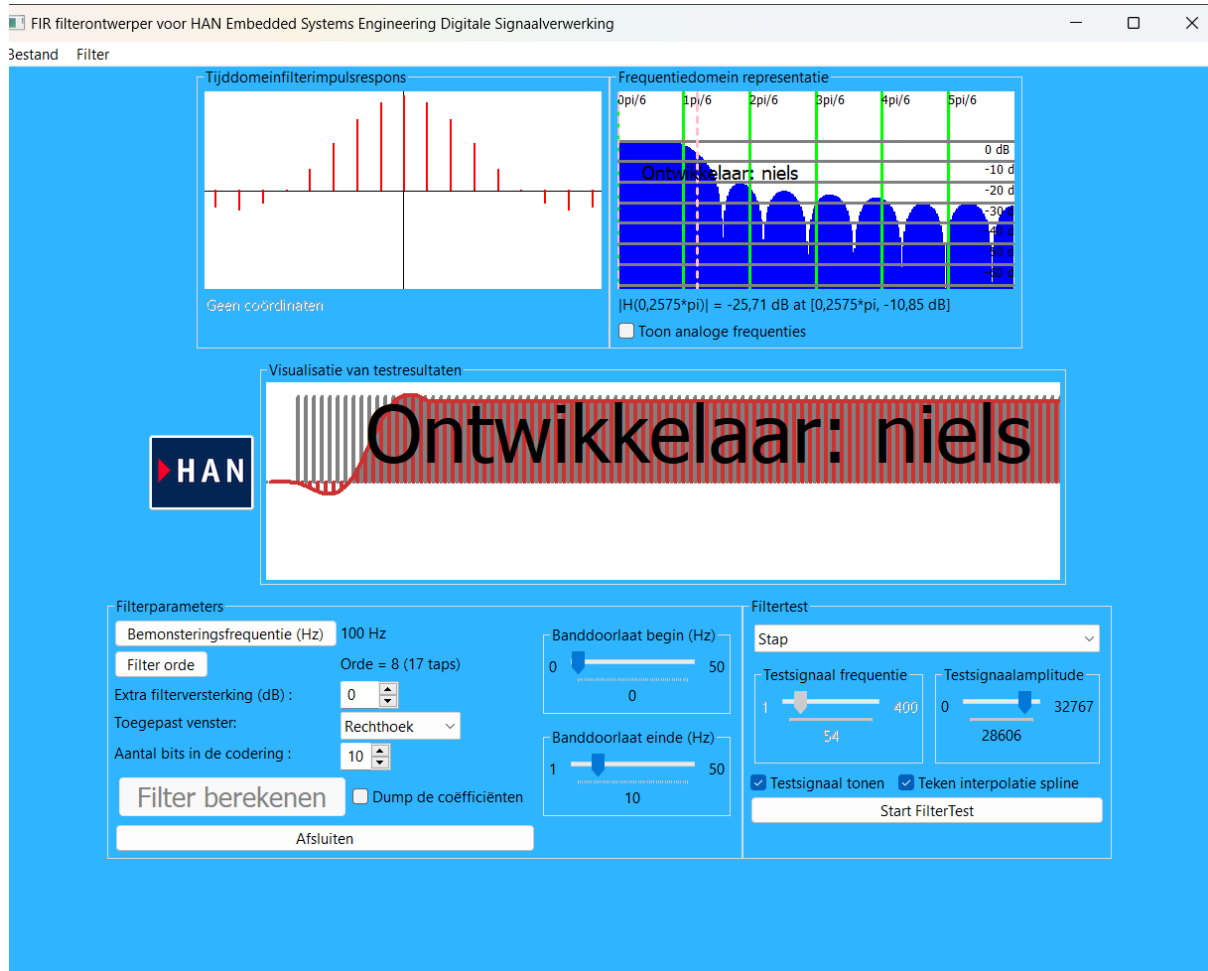 FIR filterontwerper voor HAN Embedded Systems Engineering Digitale Signaalverwerking
Bestand Filter
Tijddomeinfilterimpulsrespons
Geen coördinaten
Frequentiedomein representatie
0pi/6 1pi/6 2pi/6 3pi/6 4pi/6 5pi/6
0 dB
-10 d
-20 d
-30 d
-40 d
-50 d
-60 d
Ontwikkelaar: niels
|H(0,2575*pi)| = -25,71 dB at [0,2575*pi, -10,85 dB]
Toon analoge frequenties
Visualisatie van testresultaten
Ontwikkelaar: niels
HAN
Filterparameters
Bemonsteringsfrequentie (Hz) 100 Hz
Filter orde Orde = 8 (17 taps)
Extra filterversterking (dB) : 0
Toegepast venster: Rechthoek
Aantal bits in de codering : 10
Filter berekenen Dump de coëfficiënten
Afsluiten
Banddoorlaat begin (Hz)
0 50
0
Banddoorlaat einde (Hz)
1 50
10
Filtertest
Stap
Testsignaal frequentie
1 400
54
Testsignaalamplitude
0 32767
28606
Testsignaal tonen Teken interpolatie spline
Start FilterTest